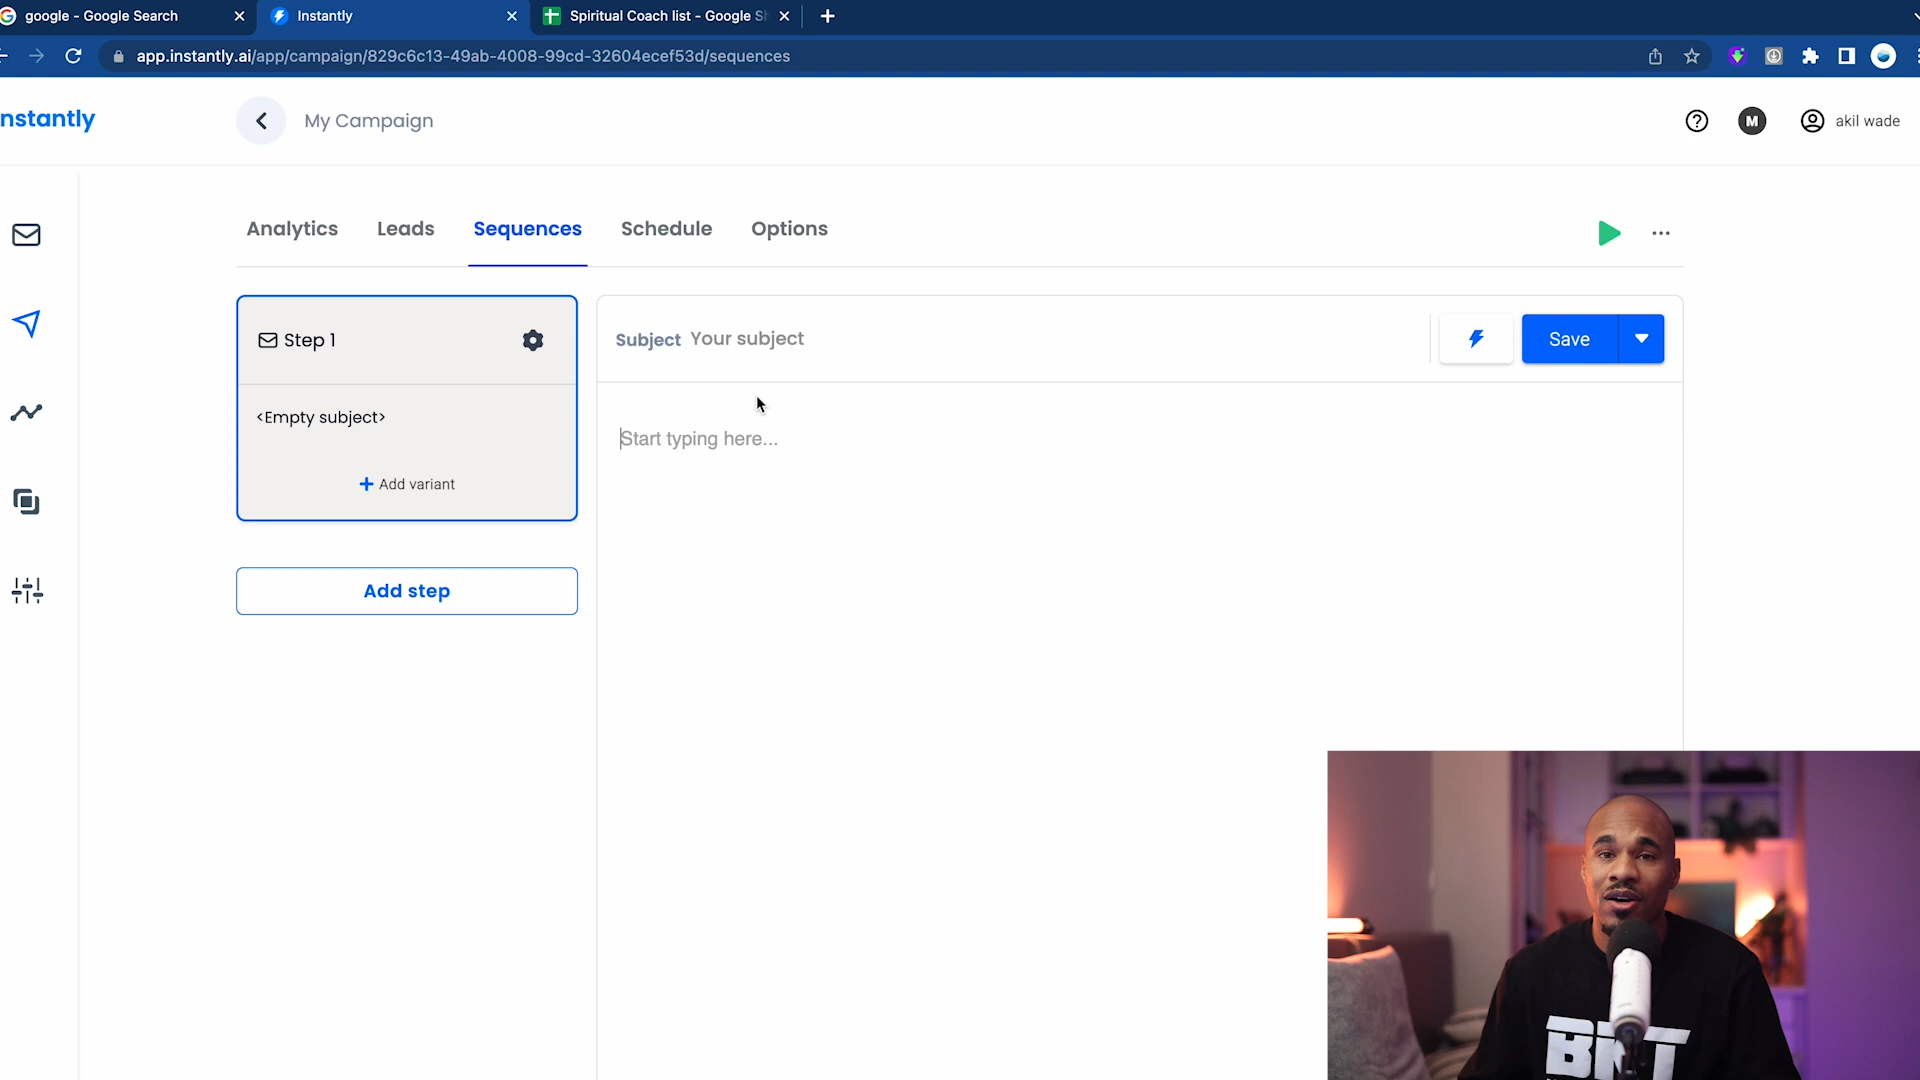 google - Google Search
Instantly
Spiritual Coach list - Google Sh
app.instantly.ai/app/campaign/829c6c13-49ab-4008-99cd-32604ecef53d/sequences
nstantly
My Campaign
M
akil wade
Analytics
Leads
Sequences
Schedule
Options
Step 1
Subject
Your subject
Save
<Empty subject>
Start typing here...
Add variant
Add step